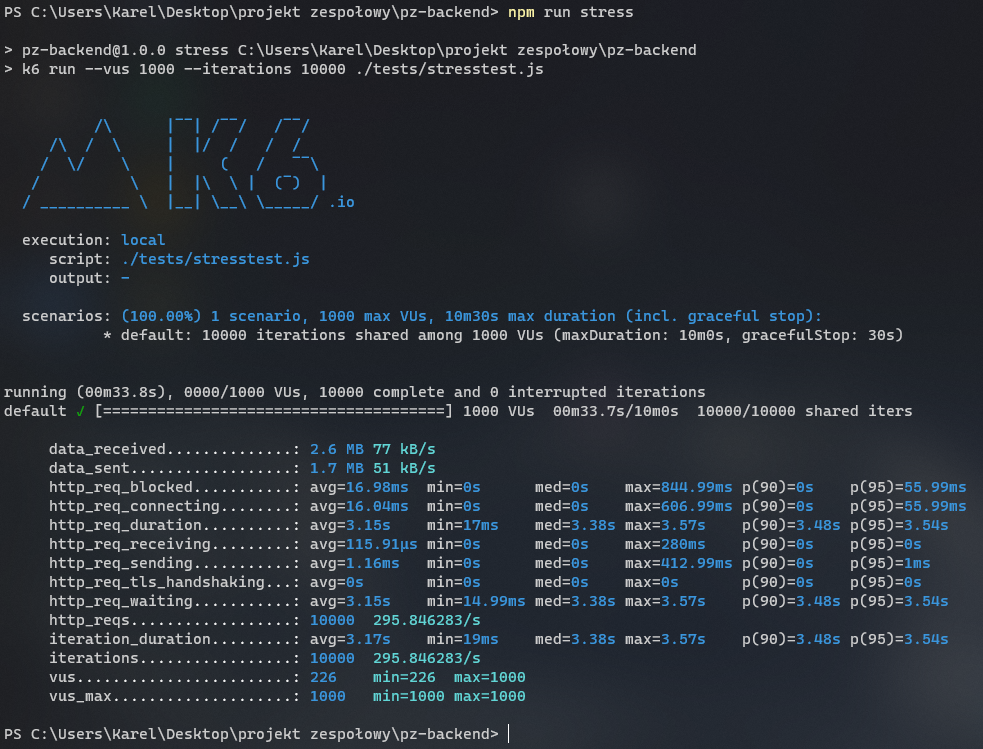 PS C:\Users\Karel\Desktop\projekt zespołowy\pz-backend> npm run stress
> pz-backend@1.0.0 stress C:\Users\Karel\Desktop\projekt zespołowy\pz-backend
> k6 run --vus 1000 --iterations 10000 ./tests/stresstest.js
K6 .io
execution: local
script: ./tests/stresstest.js
output: -
scenarios: (100.00%) 1 scenario, 1000 max VUs, 10m30s max duration (incl. graceful stop):
* default: 10000 iterations shared among 1000 VUs (maxDuration: 10m0s, gracefulStop: 30s)
running (00m33.8s), 0000/1000 VUs, 10000 complete and 0 interrupted iterations
default ✓ [======================================] 1000 VUs  00m33.7s/10m0s  10000/10000 shared iters
data_received..............: 2.6 MB 77 kB/s
data_sent..................: 1.7 MB 51 kB/s
http_req_blocked...........: avg=16.98ms  min=0s      med=0s    max=844.99ms p(90)=0s    p(95)=55.99ms
http_req_connecting........: avg=16.04ms  min=0s      med=0s    max=606.99ms p(90)=0s    p(95)=55.99ms
http_req_duration..........: avg=3.15s    min=17ms    med=3.38s max=3.57s    p(90)=3.48s p(95)=3.54s
http_req_receiving.........: avg=115.91µs min=0s      med=0s    max=280ms    p(90)=0s    p(95)=0s
http_req_sending...........: avg=1.16ms   min=0s      med=0s    max=412.99ms p(90)=0s    p(95)=1ms
http_req_tls_handshaking...: avg=0s       min=0s      med=0s    max=0s       p(90)=0s    p(95)=0s
http_req_waiting...........: avg=3.15s    min=14.99ms med=3.38s max=3.57s    p(90)=3.48s p(95)=3.54s
http_reqs..................: 10000  295.846283/s
iteration_duration.........: avg=3.17s    min=19ms    med=3.38s max=3.57s    p(90)=3.48s p(95)=3.54s
iterations.................: 10000  295.846283/s
vus........................: 226    min=226  max=1000
vus_max....................: 1000   min=1000 max=1000
PS C:\Users\Karel\Desktop\projekt zespołowy\pz-backend>